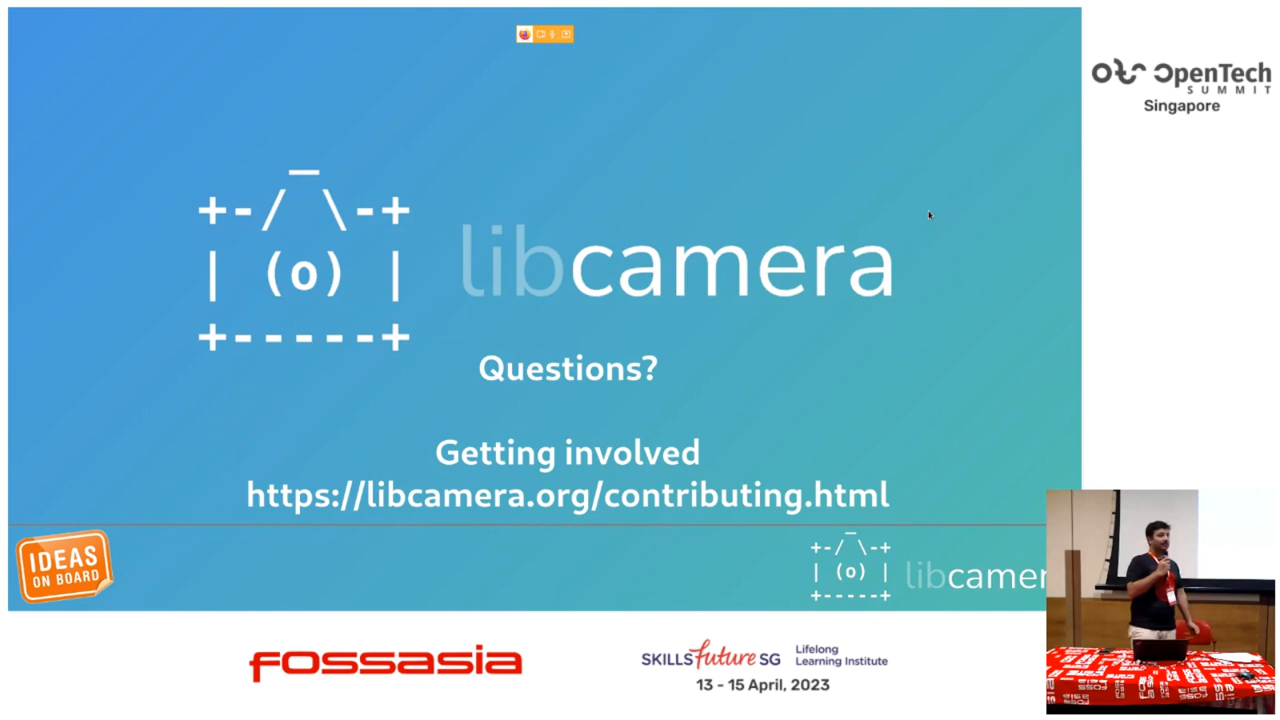 OpenTech
SUMMIT
Singapore
_
+-/ \-+
| (o) |
+-----+
libcamera
Questions?
Getting involved
https://libcamera.org/contributing.html
IDEAS
ON BOARD
_
+-/ \-+
| (o) |
+-----+
libcamer
FOSSASIA
SKILLSfuture SG
Lifelong
Learning Institute
13 - 15 April, 2023